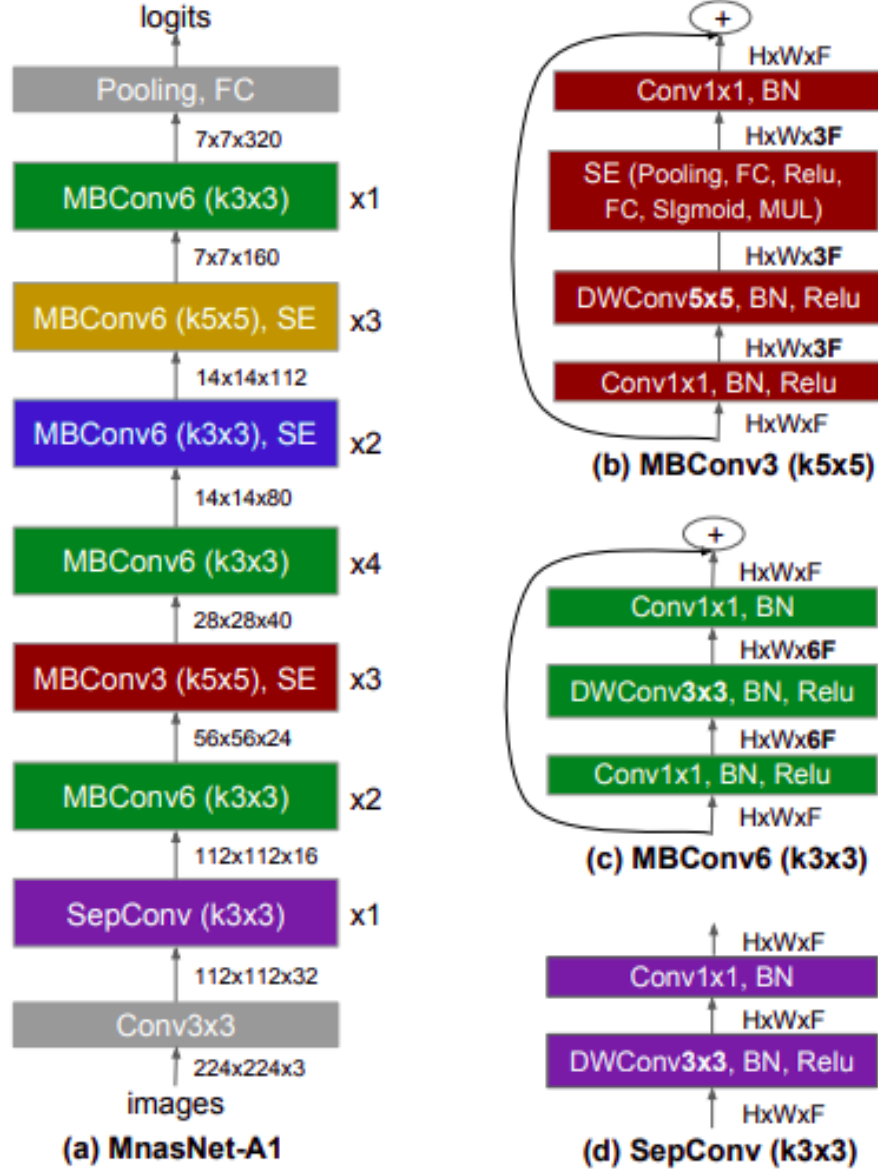 logits
Pooling, FC
7x7x320
MBConv6 (k3x3) x1
7x7x160
MBConv6 (k5x5), SE x3
14x14x112
MBConv6 (k3x3), SE x2
14x14x80
MBConv6 (k3x3) x4
28x28x40
MBConv3 (k5x5), SE x3
56x56x24
MBConv6 (k3x3) x2
112x112x16
SepConv (k3x3) x1
112x112x32
Conv3x3
224x224x3
images
(a) MnasNet-A1
+
HxWxF
Conv1x1, BN
HxWx3F
SE (Pooling, FC, Relu,
FC, SIgmoid, MUL)
HxWx3F
DWConv5x5, BN, Relu
HxWx3F
Conv1x1, BN, Relu
HxWxF
(b) MBConv3 (k5x5)
+
HxWxF
Conv1x1, BN
HxWx6F
DWConv3x3, BN, Relu
HxWx6F
Conv1x1, BN, Relu
HxWxF
(c) MBConv6 (k3x3)
HxWxF
Conv1x1, BN
HxWxF
DWConv3x3, BN, Relu
HxWxF
(d) SepConv (k3x3)